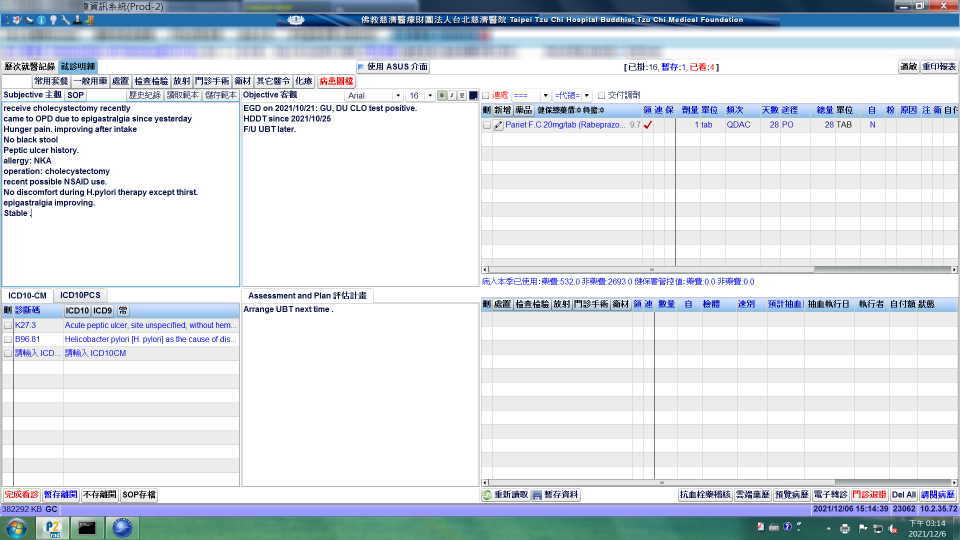 資訊系統(Prod-2)
佛教慈濟醫療財團法人台北慈濟醫院 Taipei Tzu Chi Hospital Buddhist Tzu Chi Medical Foundation
歷次就醫記錄 就診明細 使用 ASUS 介面 [已掛:16, 暫存:1, 已看:4] 過敏 重印報表
常用套餐 一般用藥 處置 檢查檢驗 放射 門診手術 衛材 其它醫令 化療 病患圖檔
Subjective 主觀 SOP 歷史紀錄 讀取範本 儲存範本
receive cholecystectomy recently
came to OPD due to epigastralgia since yesterday
Hunger pain. improving after intake
No black stool
Peptic ulcer history.
allergy: NKA
operation: cholecystectomy
recent possible NSAID use.
No discomfort during H.pylori therapy except thirst.
epigastralgia improving.
Stable .
Objective 客觀 Arial 16
EGD on 2021/10/21: GU, DU CLO test positive.
HDDT since 2021/10/25
F/U UBT later.
連處 === =代碼= 交付調劑
刪 新增 藥品 健保總藥價:0 領 連 保 劑量 單位 頻次 天數 途徑 總量 單位 自 粉 原因 注 衛 自付
Pariet F.C 20mg/tab (Rabeprazo... 9.7 1 tab QDAC 28 PO 28 TAB N
病人本季已使用:藥費:532.0 非藥費:2693.0 健保署管控值:藥費:0.0 非藥費:0.0
ICD10-CM ICD10PCS
刪 診斷碼 ICD10 ICD9 常
K27.3 Acute peptic ulcer, site unspecified, without hem...
B96.81 Helicobacter pylori [H. pylori] as the cause of dis...
請輸入 ICD... 請輸入 ICD10CM
Assessment and Plan 評估計畫
Arrange UBT next time .
刪 處置 檢查檢驗 放射 門診手術 衛材 領 連 數量 自 檢體 速別 預計抽血 抽血執行日 執行者 自付額 狀態
完成看診 暫存離開 不存離開 SOP存檔 重新讀取 暫存資料 抗血栓藥稽核 雲端藥歷 預覽病歷 電子轉診 門診退掛 Del All 調閱病歷
382292 KB GC 2021/12/06 15:14:39 23062 10.2.35.72
下午 03:14
2021/12/6